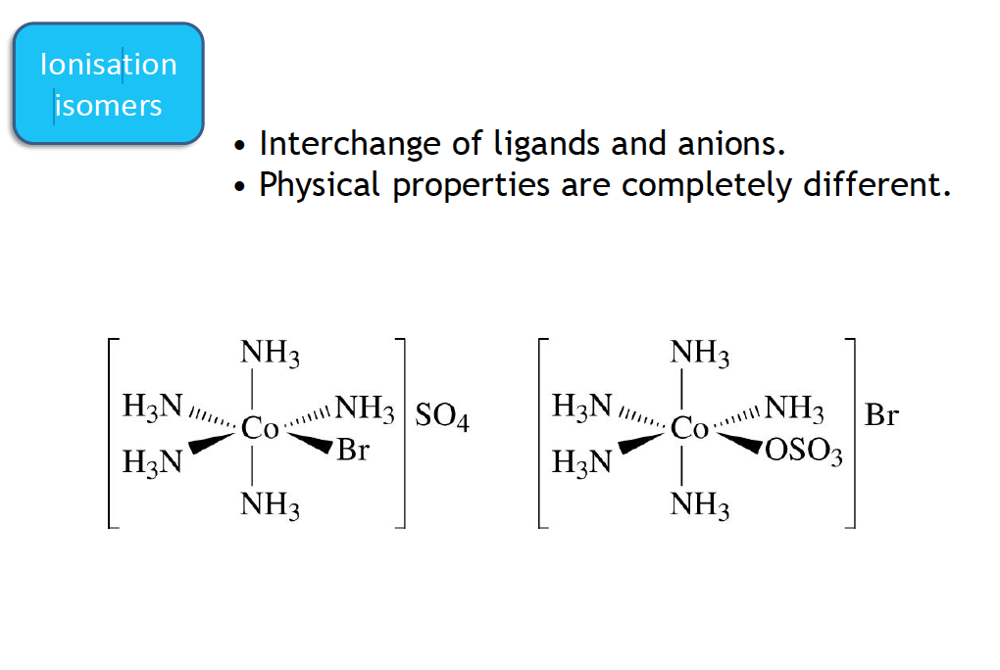 Ionisation
isomers
• Interchange of ligands and anions.
• Physical properties are completely different.
NH3
H3N NH3 SO4
Co
H3N Br
NH3
NH3
H3N NH3 Br
Co
H3N OSO3
NH3